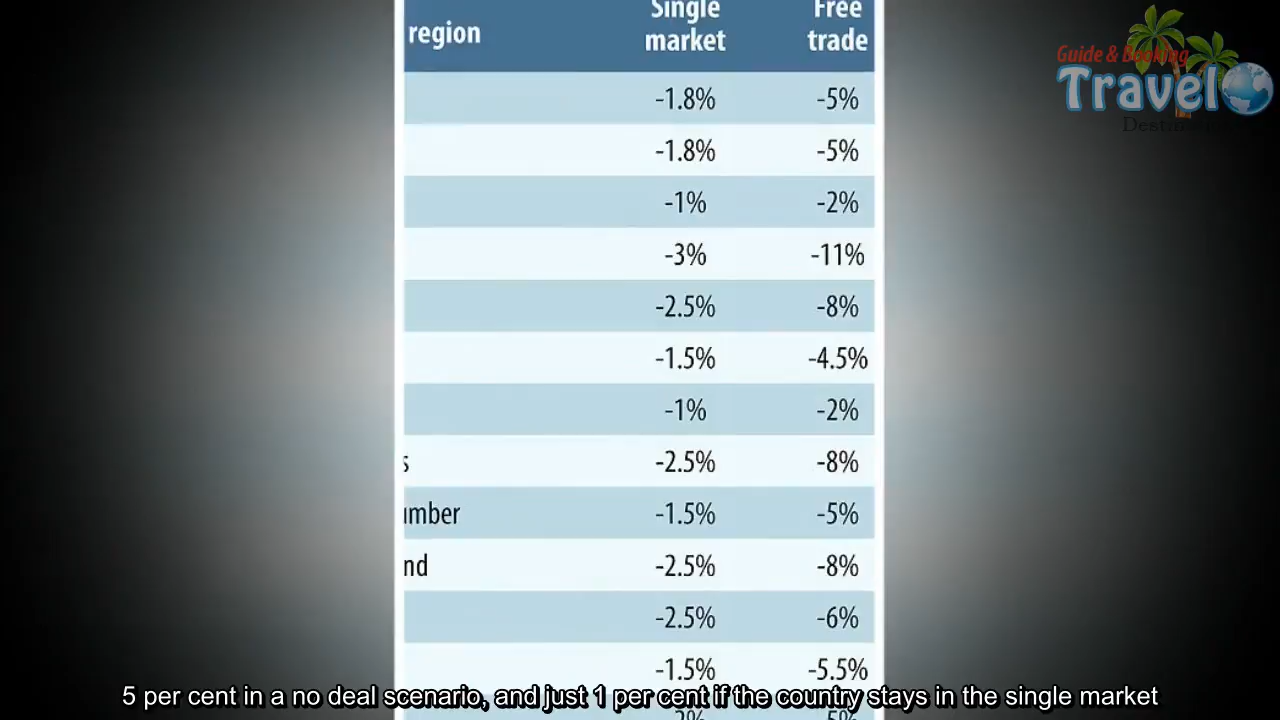 Single Free
region market trade
Guide & Booking
Travel
-1.8% -5%
-1.8% -5%
-1% -2%
-3% -11%
-2.5% -8%
-1.5% -4.5%
-1% -2%
s -2.5% -8%
umber -1.5% -5%
nd -2.5% -8%
-2.5% -6%
-1.5% -5.5%
5 per cent in a no deal scenario, and just 1 per cent if the country stays in the single market